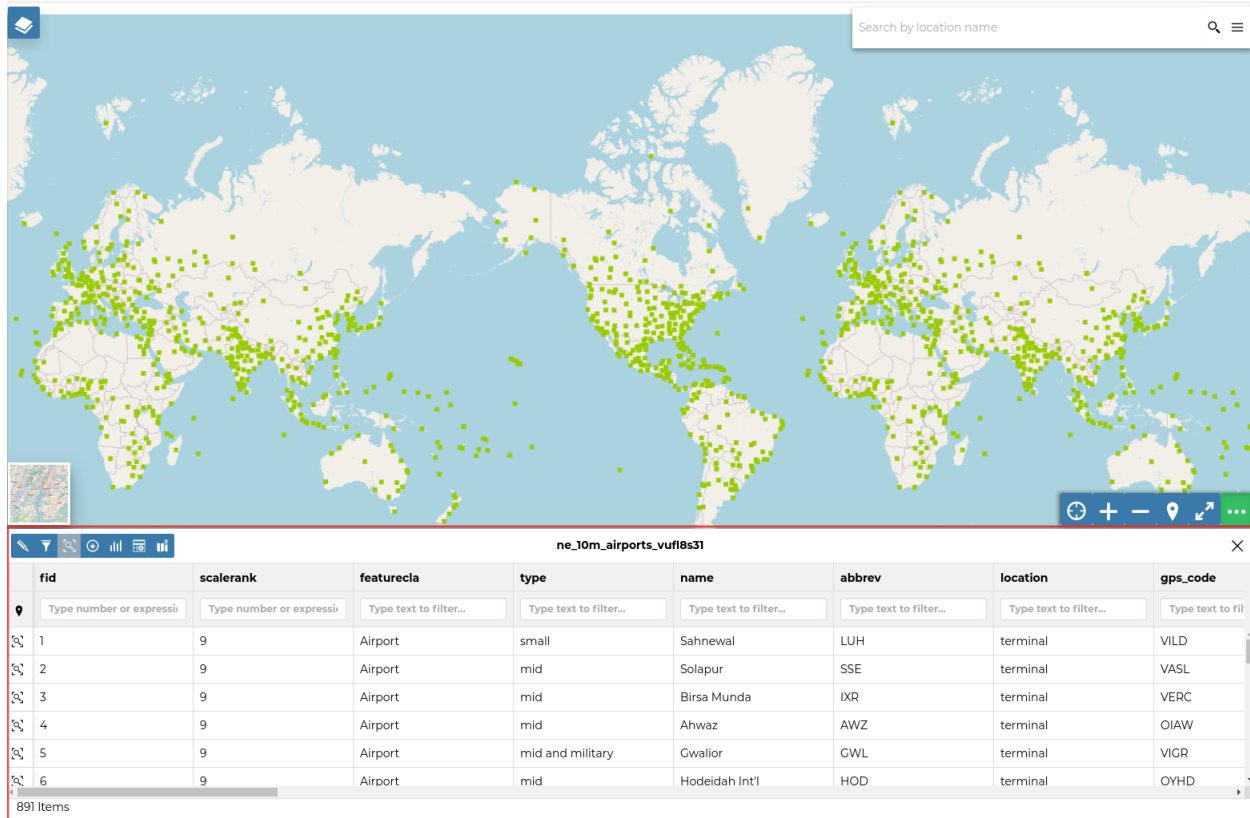 Search by location name
ne_10m_airports_vufl8s31
fid scalerank featurecla type name abbrev location gps_code
Type number or expressi Type number or expressi Type text to filter... Type text to filter... Type text to filter... Type text to filter... Type text to filter... Type text to fil
1 9 Airport small Sahnewal LUH terminal VILD
2 9 Airport mid Solapur SSE terminal VASL
3 9 Airport mid Birsa Munda IXR terminal VERC
4 9 Airport mid Ahwaz AWZ terminal OIAW
5 9 Airport mid and military Gwalior GWL terminal VIGR
6 9 Airport mid Hodeidah Int'l HOD terminal OYHD
891 Items